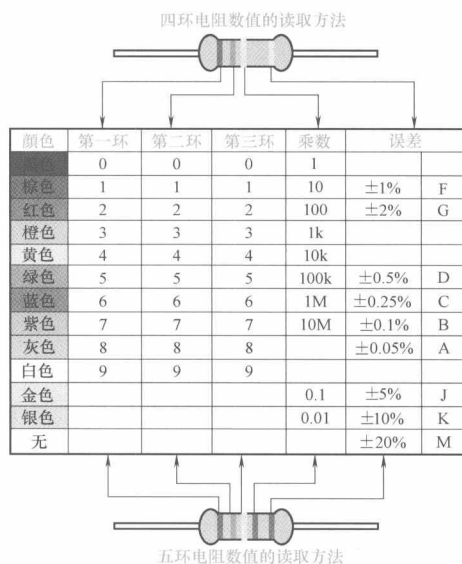 四环电阻数值的读取方法
颜色 第一环 第二环 第三环 乘数 误差
0 0 0 1
棕色 1 1 1 10 ±1% F
红色 2 2 2 100 ±2% G
橙色 3 3 3 1k
黄色 4 4 4 10k
绿色 5 5 5 100k ±0.5% D
蓝色 6 6 6 1M ±0.25% C
紫色 7 7 7 10M ±0.1% B
灰色 8 8 8 ±0.05% A
白色 9 9 9
金色 0.1 ±5% J
银色 0.01 ±10% K
无 ±20% M
五环电阻数值的读取方法